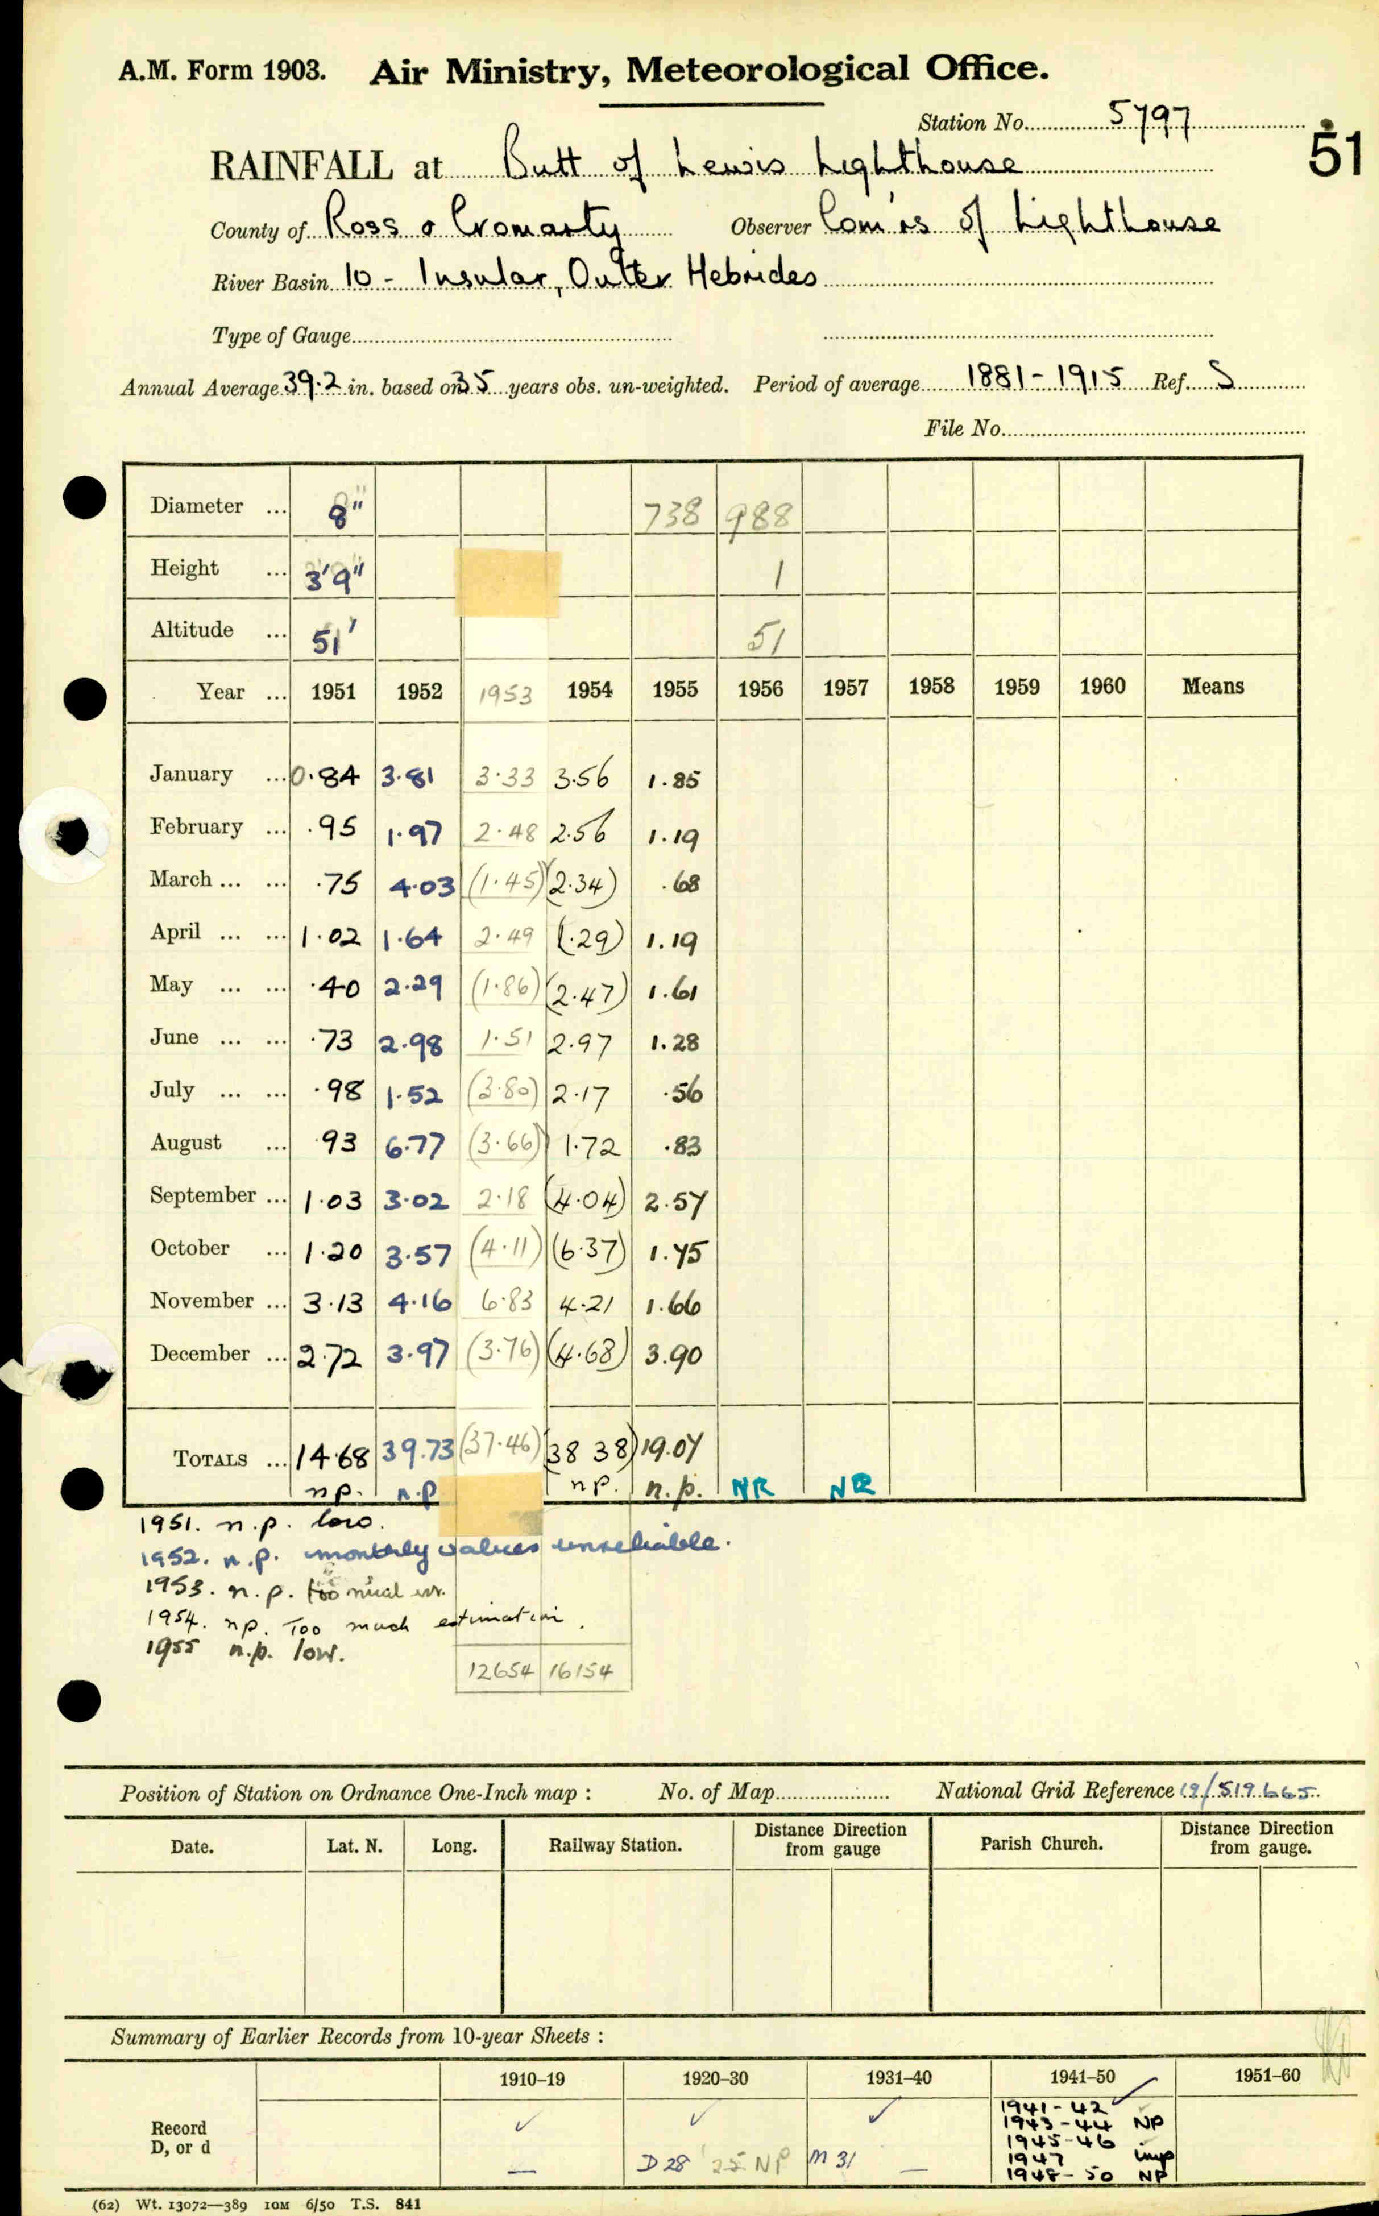 A.M. Form 1903. Air Ministry, Meteorological Office.
Station No. 5797
51
RAINFALL at Butt of Lewis Lighthouse
County of Ross & Cromarty Observer Com'rs of Lighthouse
River Basin 10 - Insular, Outer Hebrides
Type of Gauge
Annual Average 39.2 in. based on 35 years obs. un-weighted. Period of average 1881-1915 Ref. S
File No.
Diameter ... 8" 738 988
Height ... 3'9" 1
Altitude ... 51' 51
Year ... 1951 1952 1953 1954 1955 1956 1957 1958 1959 1960 Means
January ... 0.84 3.81 3.33 3.56 1.85
February ... .95 1.97 2.48 2.56 1.19
March ... ... .75 4.03 (1.45) (2.34) .68
April ... ... 1.02 1.64 2.49 (1.29) 1.19
May ... ... .40 2.29 (1.86) (2.47) 1.61
June ... ... .73 2.98 1.51 2.97 1.28
July ... ... .98 1.52 (3.80) 2.17 .56
August ... .93 6.77 (3.66) 1.72 .83
September ... 1.03 3.02 2.18 (4.04) 2.57
October ... 1.20 3.57 (4.11) (6.37) 1.75
November ... 3.13 4.16 6.83 4.21 1.66
December ... 2.72 3.97 (3.76) (4.68) 3.90
TOTALS ... 14.68 39.73 (37.46) (38 38) 19.07
n.p. n.p n.p. n.p. NR NR
1951. n.p. low.
1952. n.p. monthly values unreliable.
1953. n.p. too
1954. n.p. Too much estimation.
1955 n.p. low.
12654 16154
Position of Station on Ordnance One-Inch map : No. of Map National Grid Reference 19/519665
Date. Lat. N. Long. Railway Station. Distance Direction from gauge Parish Church. Distance Direction from gauge.
Summary of Earlier Records from 10-year Sheets :
1910–19 1920–30 1931–40 1941–50 1951–60
Record D, or d ✓ ✓ ✓ ✓
— D 28 '25 NP M 31 —
1941-42
1943-44 NP
1945-46
1947 imp
1948-50 NP
(62) Wt. 13072—389 10M 6/50 T.S. 841